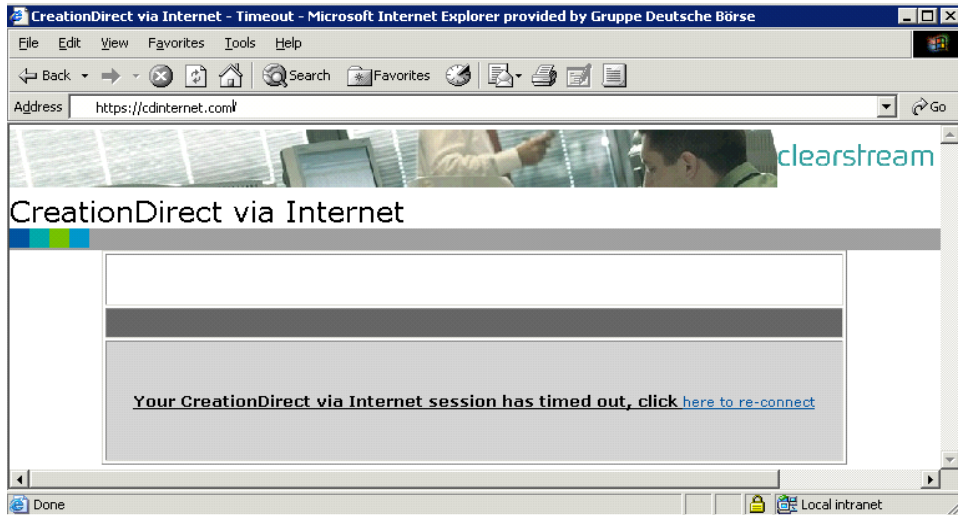 CreationDirect via Internet - Timeout - Microsoft Internet Explorer provided by Gruppe Deutsche Börse
File Edit View Favorites Tools Help
Back Search Favorites
Address https://cdinternet.com/ Go
clearstream
CreationDirect via Internet
Your CreationDirect via Internet session has timed out, click here to re-connect
Done Local intranet